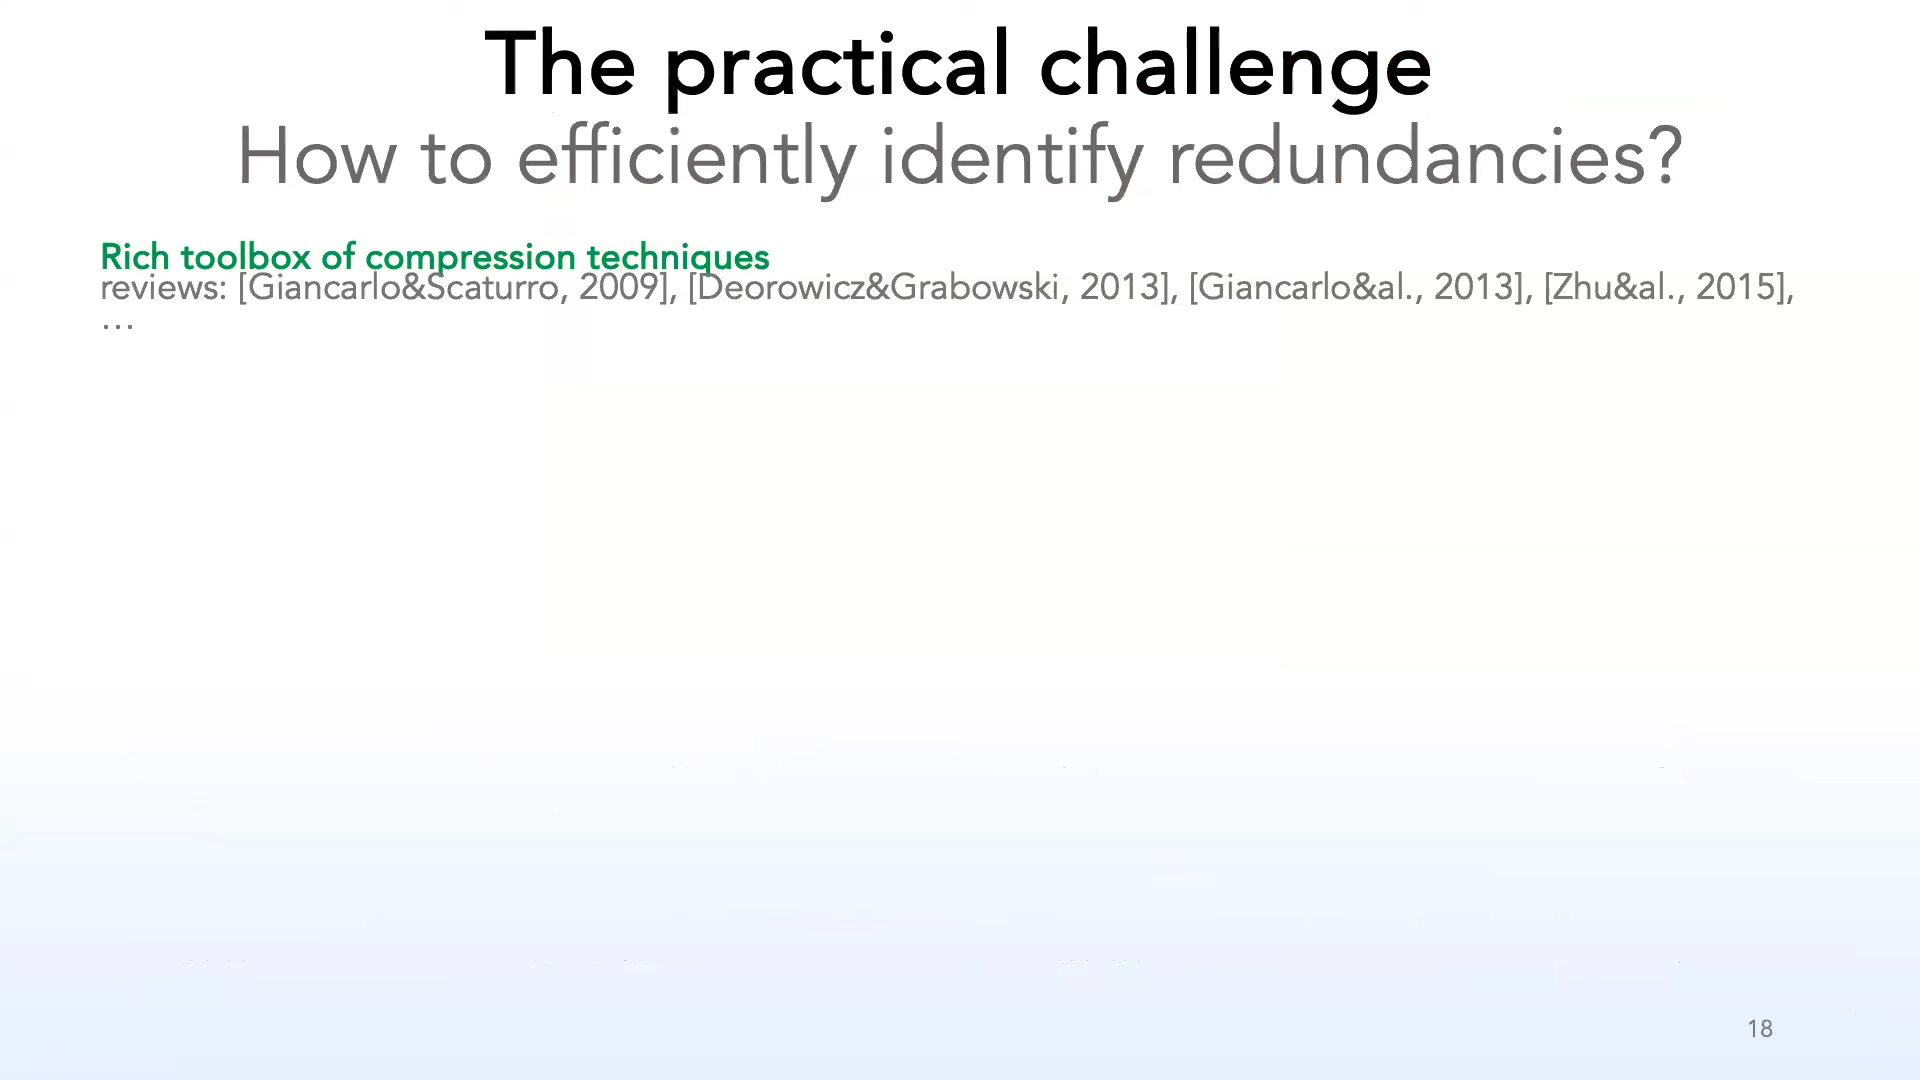 The practical challenge
How to efficiently identify redundancies?
Rich toolbox of compression techniques
reviews: [Giancarlo&Scaturro, 2009], [Deorowicz&Grabowski, 2013], [Giancarlo&al., 2013], [Zhu&al., 2015],
…
18